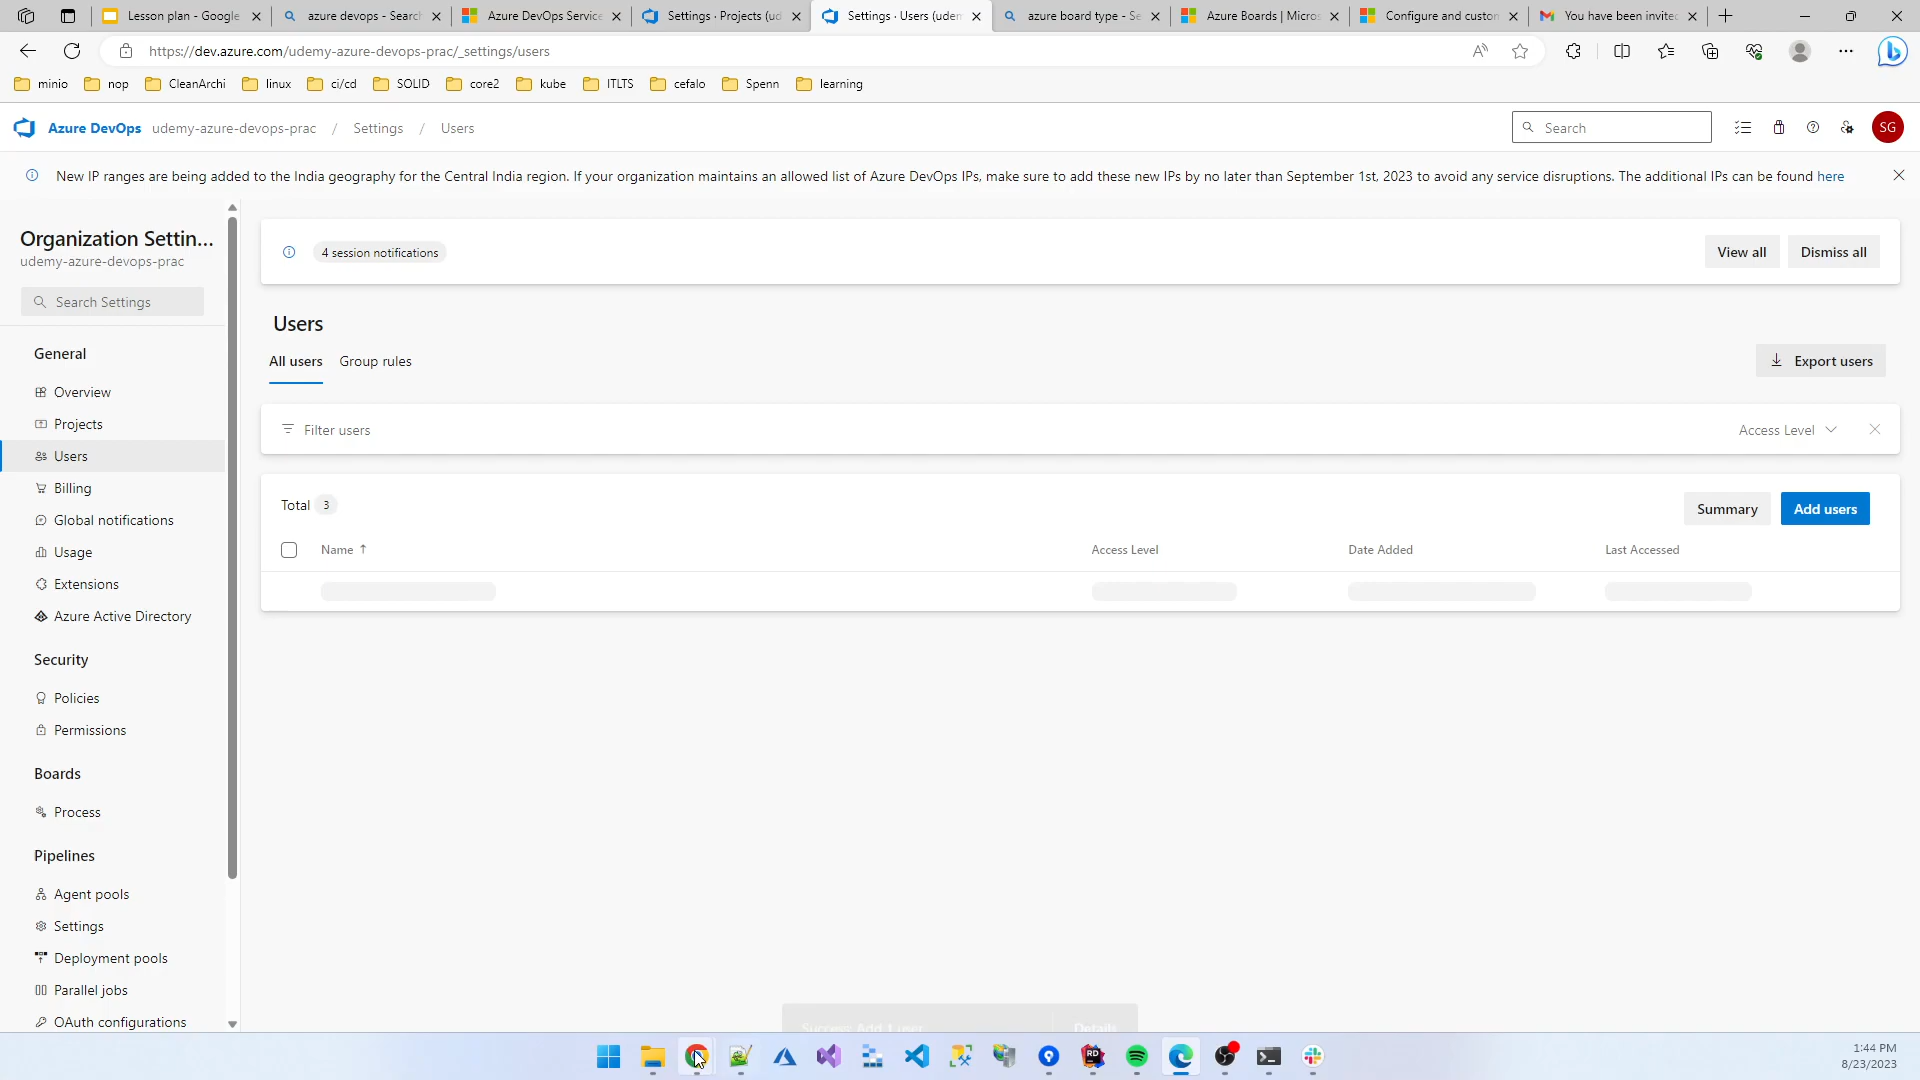 Lesson plan - Google
azure devops - Search
Azure DevOps Service
Settings · Projects (ud
Settings · Users (udem
azure board type - Se
Azure Boards | Micros
Configure and custom
You have been invited
https://dev.azure.com/udemy-azure-devops-prac/_settings/users
minio
nop
CleanArchi
linux
ci/cd
SOLID
core2
kube
ITLTS
cefalo
Spenn
learning
Azure DevOps udemy-azure-devops-prac / Settings / Users
Search
SG
New IP ranges are being added to the India geography for the Central India region. If your organization maintains an allowed list of Azure DevOps IPs, make sure to add these new IPs by no later than September 1st, 2023 to avoid any service disruptions. The additional IPs can be found here
Organization Settin...
udemy-azure-devops-prac
Search Settings
General
Overview
Projects
Users
Billing
Global notifications
Usage
Extensions
Azure Active Directory
Security
Policies
Permissions
Boards
Process
Pipelines
Agent pools
Settings
Deployment pools
Parallel jobs
OAuth configurations
4 session notifications
View all
Dismiss all
Users
All users
Group rules
Export users
Filter users
Access Level
Total 3
Summary
Add users
Name
Access Level
Date Added
Last Accessed
Success Add 1 user
Details
1:44 PM
8/23/2023